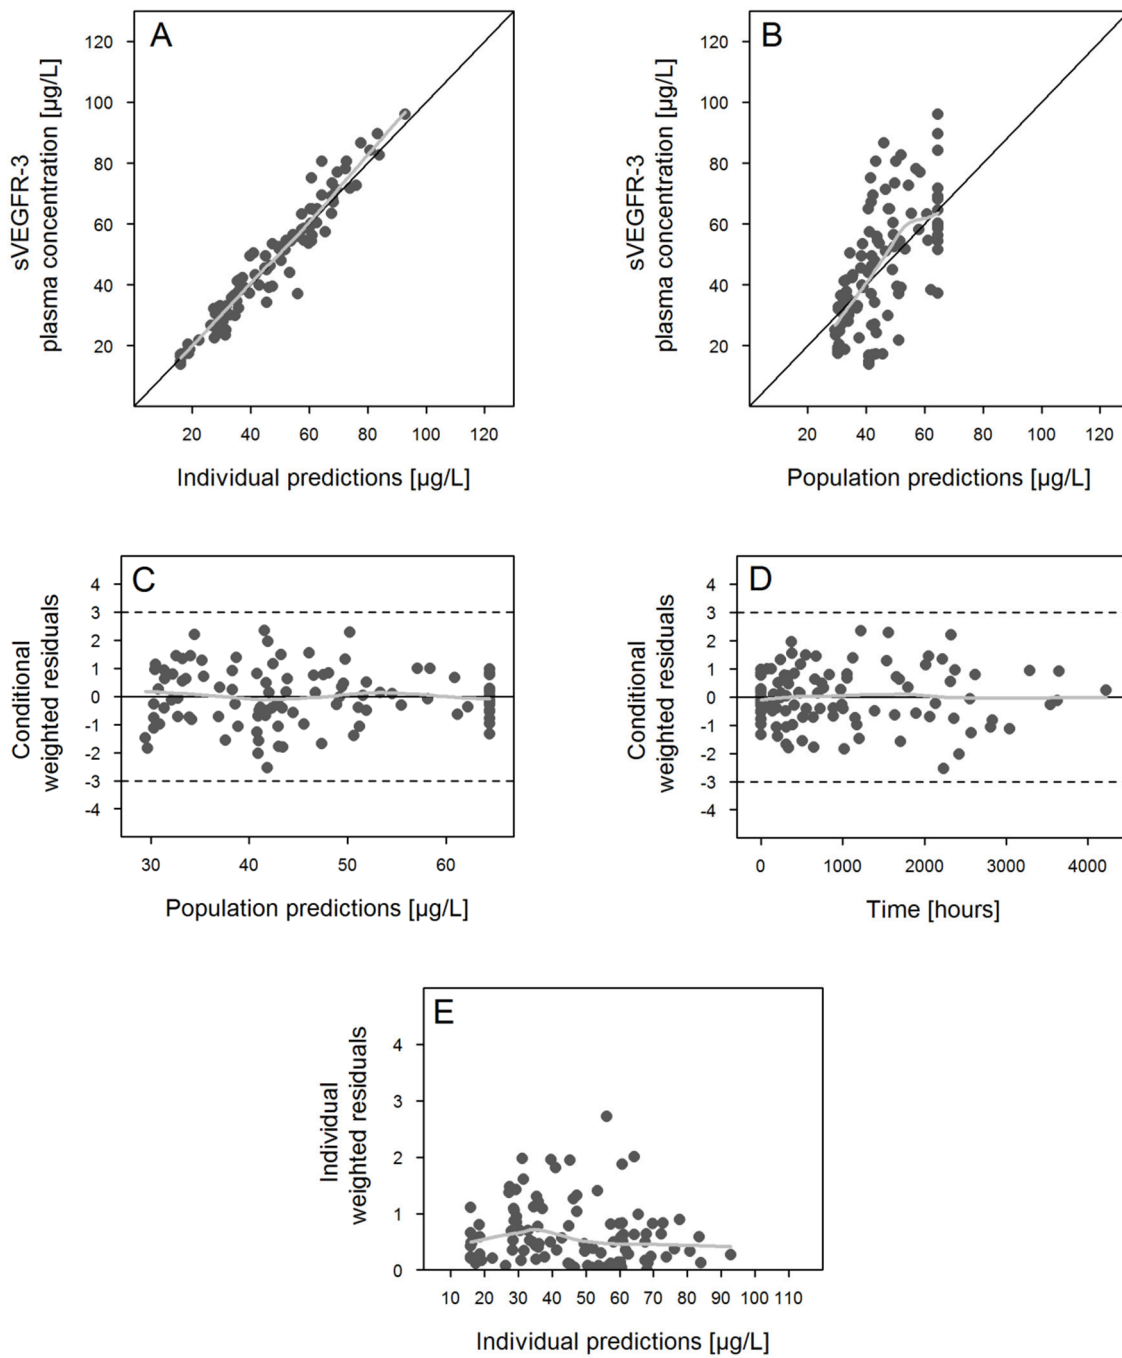 A
120
100
80
60
40
20
sVEGFR-3
plasma concentration [µg/L]
20 40 60 80 100 120
Individual predictions [µg/L]
B
120
100
80
60
40
20
sVEGFR-3
plasma concentration [µg/L]
20 40 60 80 100 120
Population predictions [µg/L]
C
4
3
2
1
0
-1
-2
-3
-4
Conditional
weighted residuals
30 40 50 60
Population predictions [µg/L]
D
4
3
2
1
0
-1
-2
-3
-4
Conditional
weighted residuals
0 1000 2000 3000 4000
Time [hours]
E
4
3
2
1
0
Individual
weighted residuals
10 20 30 40 50 60 70 80 90 100 110
Individual predictions [µg/L]